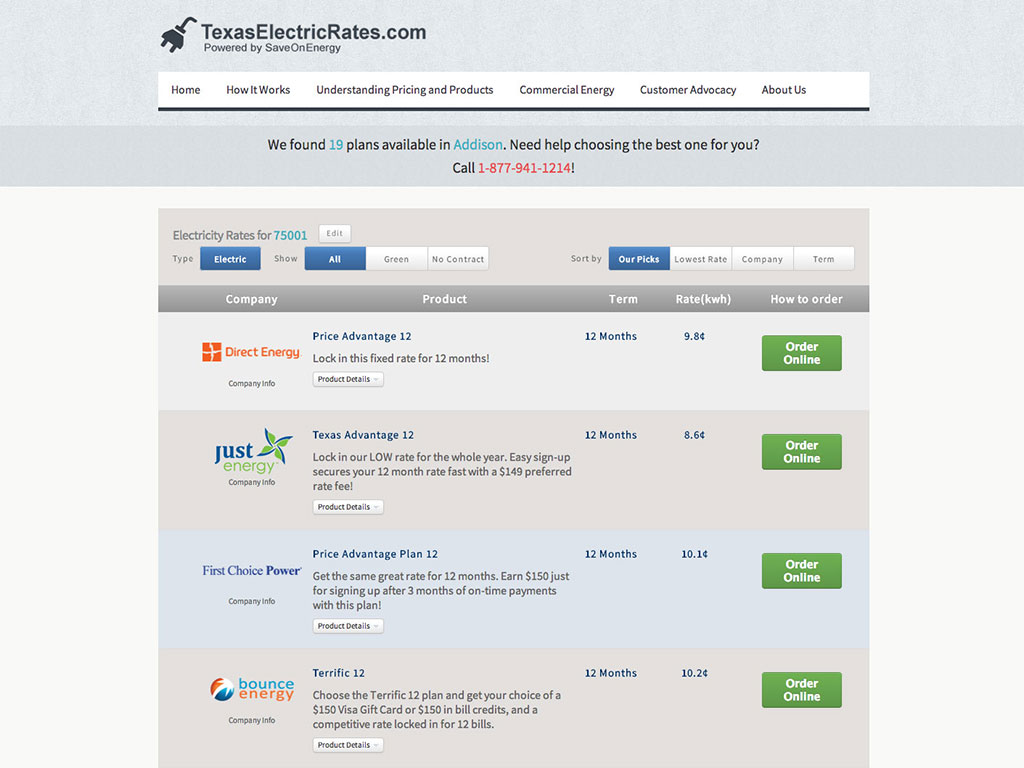 TexasElectricRates.com
Powered by SaveOnEnergy
Home How It Works Understanding Pricing and Products Commercial Energy Customer Advocacy About Us
We found 19 plans available in Addison. Need help choosing the best one for you?
Call 1-877-941-1214!
Electricity Rates for 75001 Edit
Type Electric Show All Green No Contract Sort by Our Picks Lowest Rate Company Term
Company Product Term Rate(kwh) How to order
Direct Energy
Company Info
Price Advantage 12
Lock in this fixed rate for 12 months!
Product Details
12 Months
9.8¢
Order
Online
just
energy
Company Info
Texas Advantage 12
Lock in our LOW rate for the whole year. Easy sign-up
secures your 12 month rate fast with a $149 preferred
rate fee!
Product Details
12 Months
8.6¢
Order
Online
First Choice Power
Company Info
Price Advantage Plan 12
Get the same great rate for 12 months. Earn $150 just
for signing up after 3 months of on-time payments
with this plan!
Product Details
12 Months
10.1¢
Order
Online
bounce
energy
Company Info
Terrific 12
Choose the Terrific 12 plan and get your choice of a
$150 Visa Gift Card or $150 in bill credits, and a
competitive rate locked in for 12 bills.
Product Details
12 Months
10.2¢
Order
Online